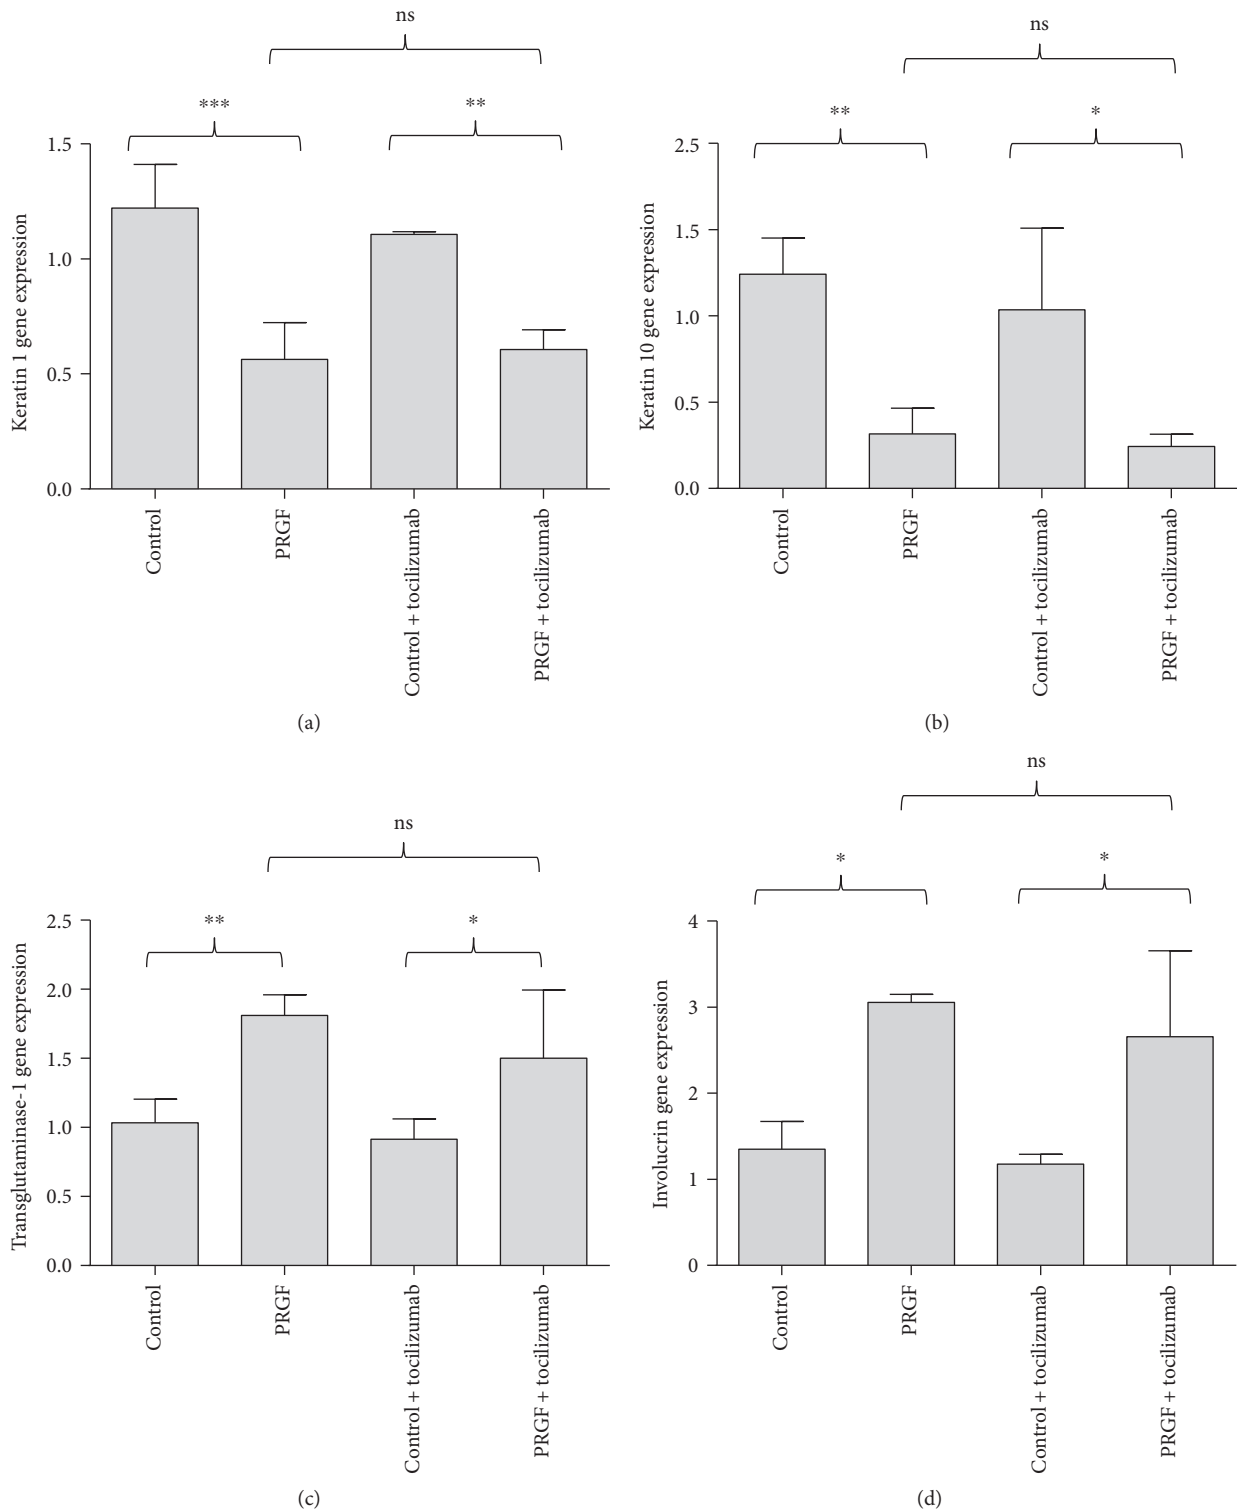 ns
***
**
1.5
1.0
0.5
0.0
Keratin 1 gene expression
Control
PRGF
Control + tocilizumab
PRGF + tocilizumab
(a)
ns
**
*
2.5
1.5
1.0
0.5
0.0
Keratin 10 gene expression
Control
PRGF
Control + tocilizumab
PRGF + tocilizumab
(b)
ns
**
*
2.5
2.0
1.5
1.0
0.5
0.0
Transglutaminase-1 gene expression
Control
PRGF
Control + tocilizumab
PRGF + tocilizumab
(c)
ns
*
*
4
3
2
1
0
Involucrin gene expression
Control
PRGF
Control + tocilizumab
PRGF + tocilizumab
(d)